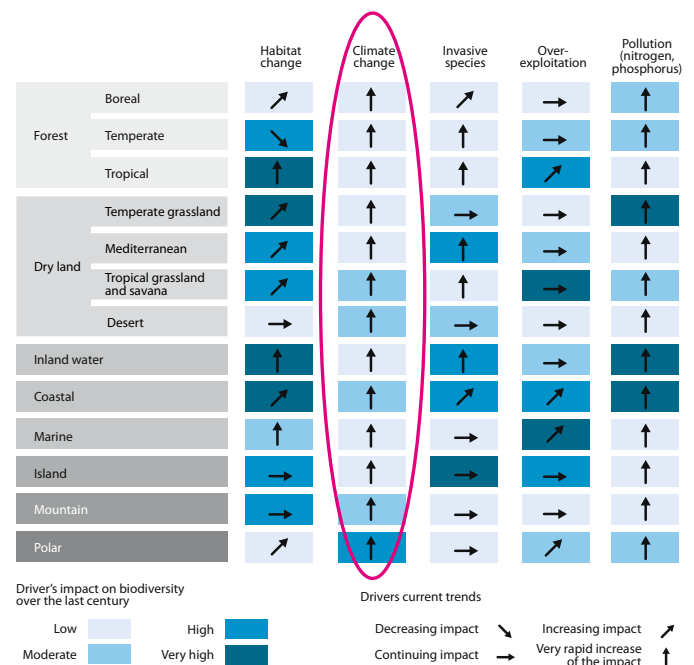 Habitat
change
Climate
change
Invasive
species
Over-
exploitation
Pollution
(nitrogen,
phosphorus)
Forest
Boreal
Temperate
Tropical
Dry land
Temperate grassland
Mediterranean
Tropical grassland
and savana
Desert
Inland water
Coastal
Marine
Island
Mountain
Polar
Driver's impact on biodiversity
over the last century
Low
High
Moderate
Very high
Drivers current trends
Decreasing impact
Increasing impact
Continuing impact
Very rapid increase
of the impact